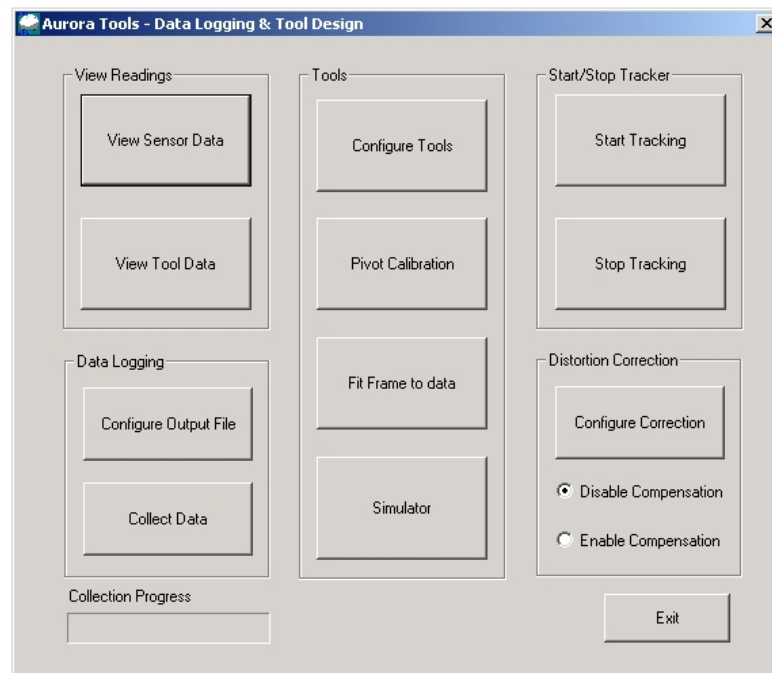 Aurora Tools - Data Logging & Tool Design
View Readings
View Sensor Data
View Tool Data
Data Logging
Configure Output File
Collect Data
Collection Progress
Tools
Configure Tools
Pivot Calibration
Fit Frame to data
Simulator
Start/Stop Tracker
Start Tracking
Stop Tracking
Distortion Correction
Configure Correction
Disable Compensation
Enable Compensation
Exit